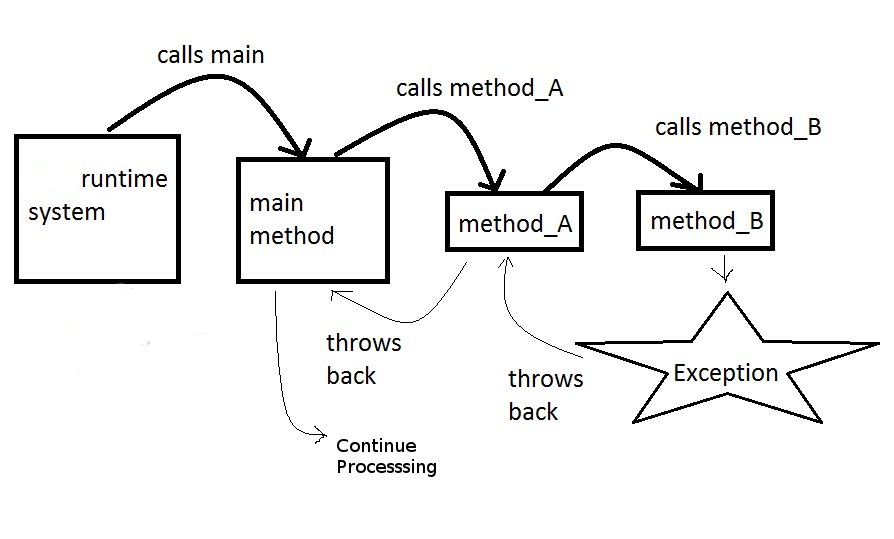 calls main
calls method_A
calls method_B
runtime
system
main
method
method_A
method_B
throws
back
throws
back
Exception
Continue
Processsing